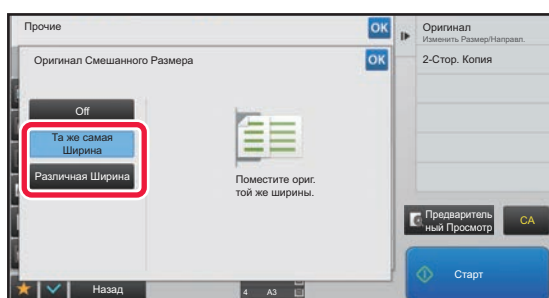 Прочие
OK
Оригинал
Изменить Размер/Направл.
Оригинал Смешанного Размера
OK
2-Стор. Копия
Off
Та же самая
Ширина
Различная Ширина
Поместите ориг.
той же ширины.
Предваритель
ный Просмотр
CA
Назад
4 A3
Старт